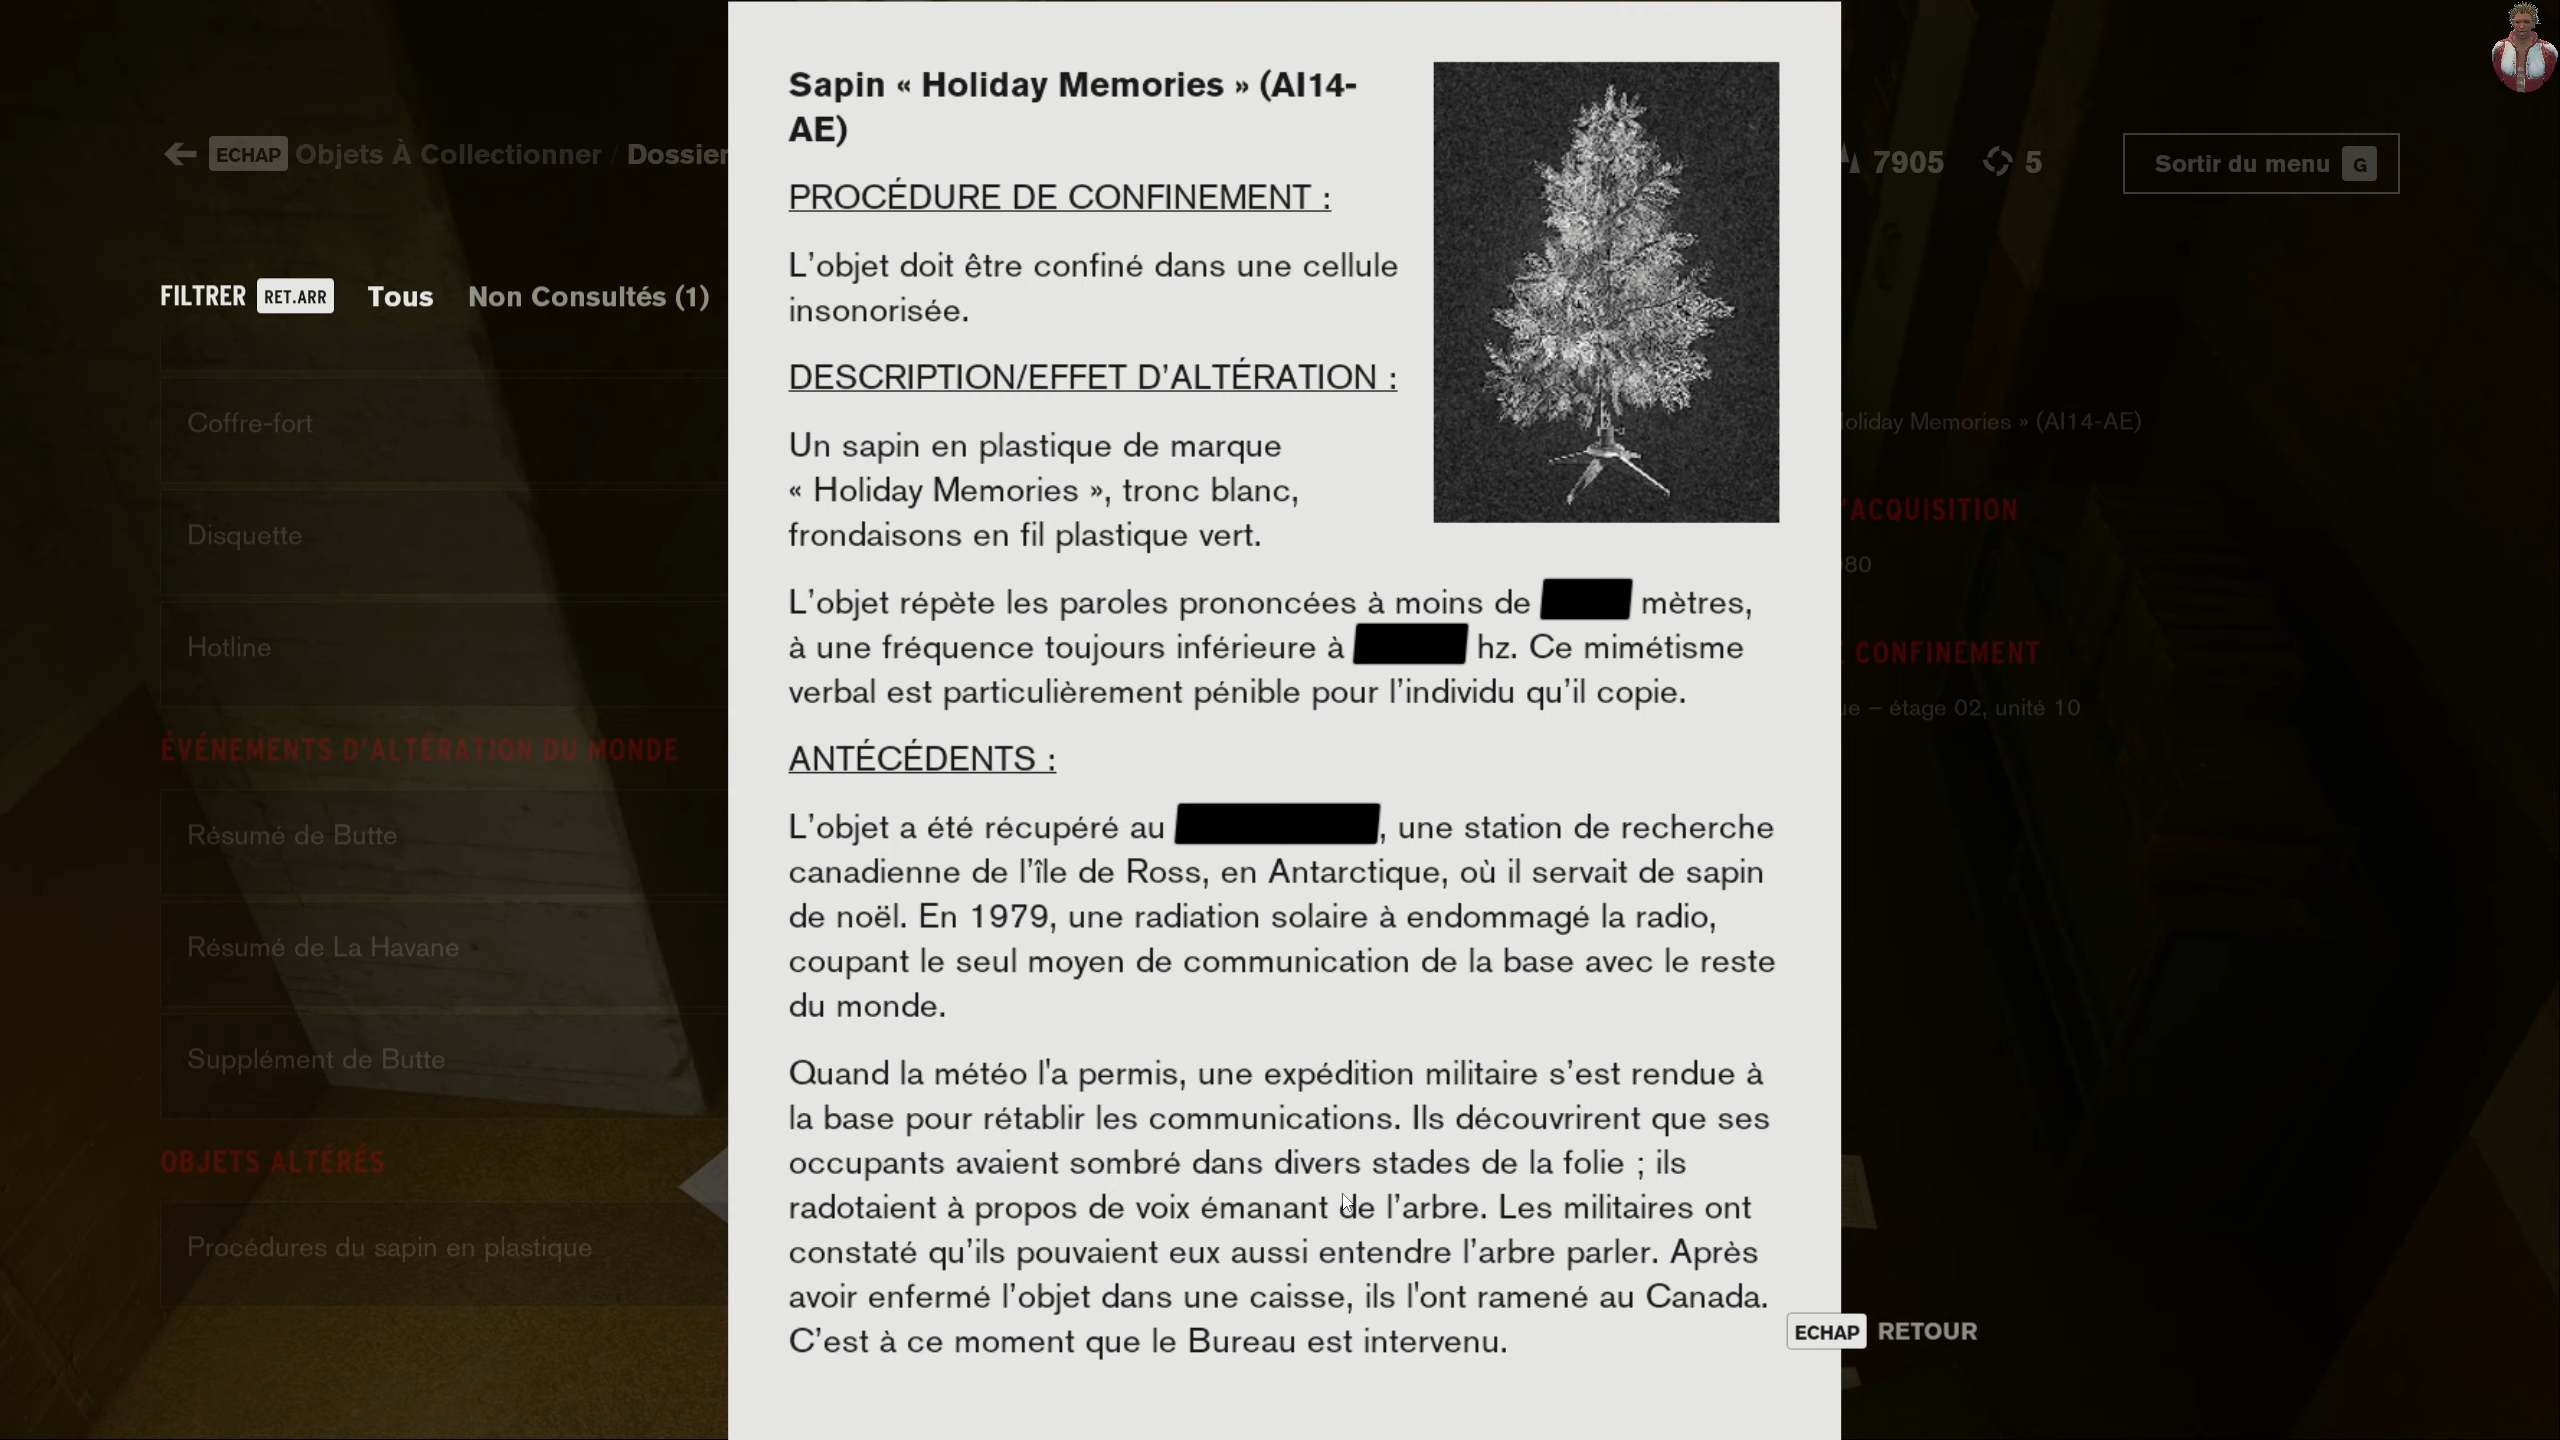 ECHAP Objets À Collectionner / Dossier
7905
5
Sortir du menu G
FILTRER RET.ARR Tous Non Consultés (1)
Coffre-fort
Disquette
Hotline
ÉVÉNEMENTS D'ALTÉRATION DU MONDE
Résumé de Butte
Résumé de La Havane
Supplément de Butte
OBJETS ALTÉRÉS
Procédures du sapin en plastique
Sapin « Holiday Memories » (AI14-
AE)
PROCÉDURE DE CONFINEMENT :
L’objet doit être confiné dans une cellule
insonorisée.
DESCRIPTION/EFFET D’ALTÉRATION :
Un sapin en plastique de marque
« Holiday Memories », tronc blanc,
frondaisons en fil plastique vert.
L’objet répète les paroles prononcées à moins de mètres,
à une fréquence toujours inférieure à hz. Ce mimétisme
verbal est particulièrement pénible pour l’individu qu’il copie.
ANTÉCÉDENTS :
L’objet a été récupéré au , une station de recherche
canadienne de l’île de Ross, en Antarctique, où il servait de sapin
de noël. En 1979, une radiation solaire à endommagé la radio,
coupant le seul moyen de communication de la base avec le reste
du monde.
Quand la météo l'a permis, une expédition militaire s’est rendue à
la base pour rétablir les communications. Ils découvrirent que ses
occupants avaient sombré dans divers stades de la folie ; ils
radotaient à propos de voix émanant de l’arbre. Les militaires ont
constaté qu’ils pouvaient eux aussi entendre l’arbre parler. Après
avoir enfermé l’objet dans une caisse, ils l'ont ramené au Canada.
C’est à ce moment que le Bureau est intervenu.
Holiday Memories » (AI14-AE)
'ACQUISITION
CONFINEMENT
– étage 02, unité 10
ECHAP RETOUR